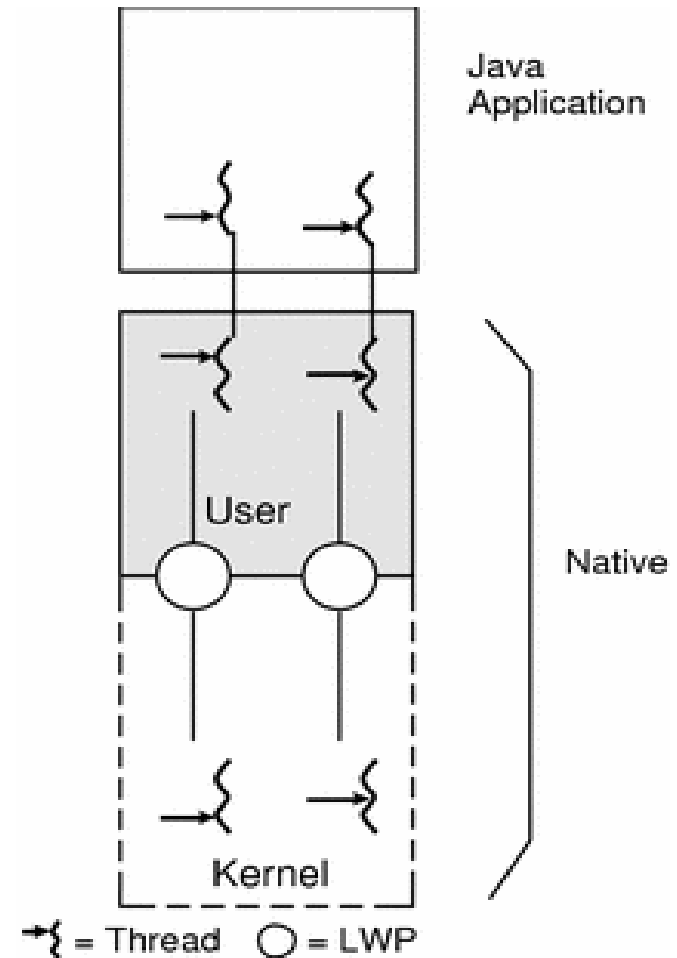 Java
Application
User
Native
Kernel
= Thread
= LWP